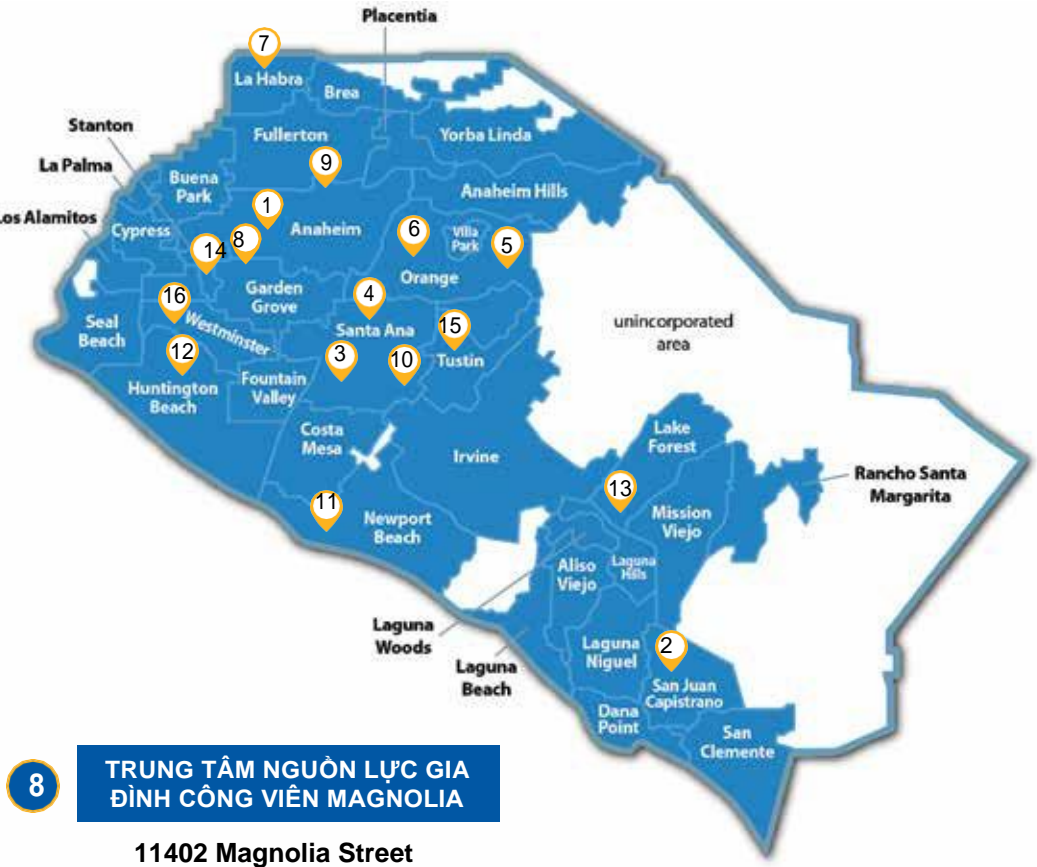 Placentia
7
La Habra
Brea
Stanton
Fullerton
Yorba Linda
La Palma
9
Buena
Park
Anaheim Hills
1
Los Alamitos
Cypress
Anaheim
6
Villa
Park
5
14
8
Orange
Garden
Grove
4
16
Seal
Beach
Westminster
Santa Ana
15
unincorporated
area
12
3
10
Tustin
Huntington
Beach
Fountain
Valley
Costa
Mesa
Irvine
Lake
Forest
Rancho Santa
Margarita
13
11
Newport
Beach
Mission
Viejo
Aliso
Viejo
Laguna
Hills
Laguna
Woods
Laguna
Beach
Laguna
Niguel
2
San Juan
Capistrano
Dana
Point
San
Clemente
8
TRUNG TÂM NGUỒN LỰC GIA
ĐÌNH CÔNG VIÊN MAGNOLIA
11402 Magnolia Street